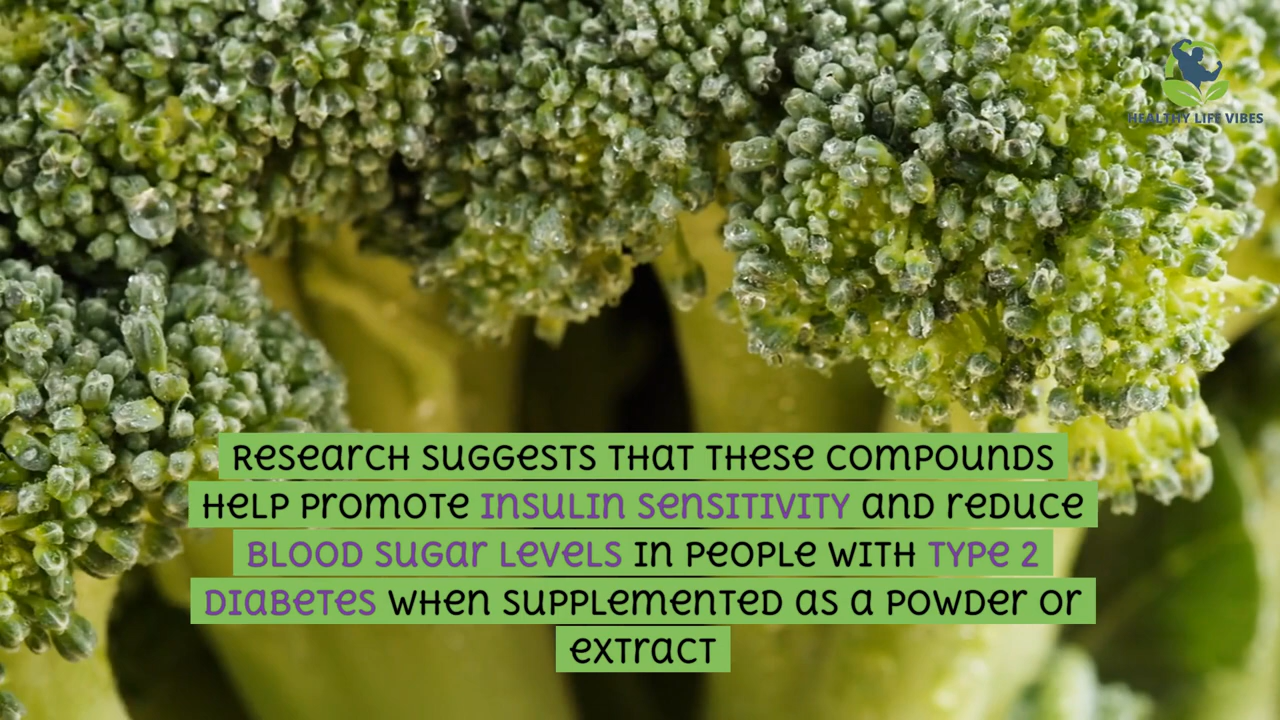 HEALTHY LIFE VIBES
Research suggests that these compounds
help promote insulin sensitivity and reduce
blood sugar levels in people with type 2
diabetes when supplemented as a powder or
extract